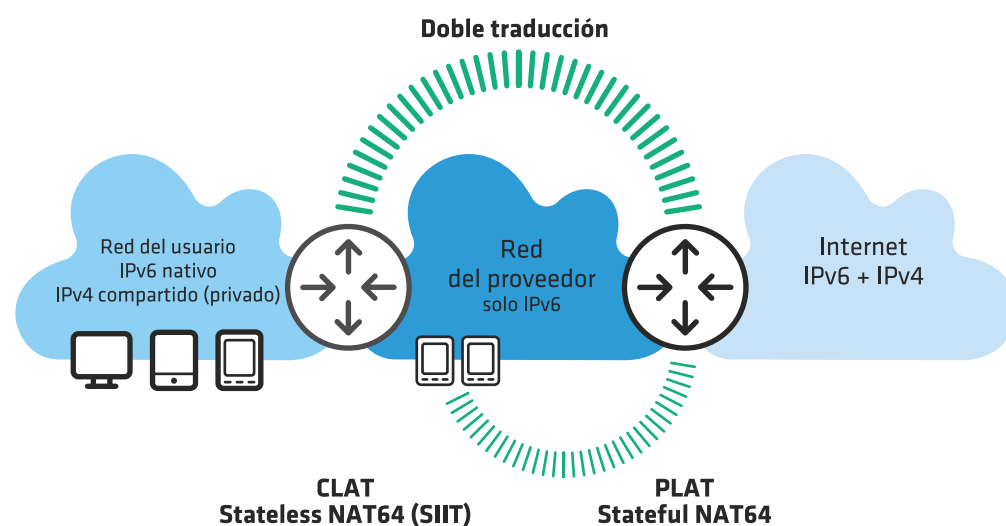 Doble traducción
Red del usuario
IPv6 nativo
IPv4 compartido (privado)
Red
del proveedor
solo IPv6
Internet
IPv6 + IPv4
CLAT
Stateless NAT64 (SIIT)
PLAT
Stateful NAT64